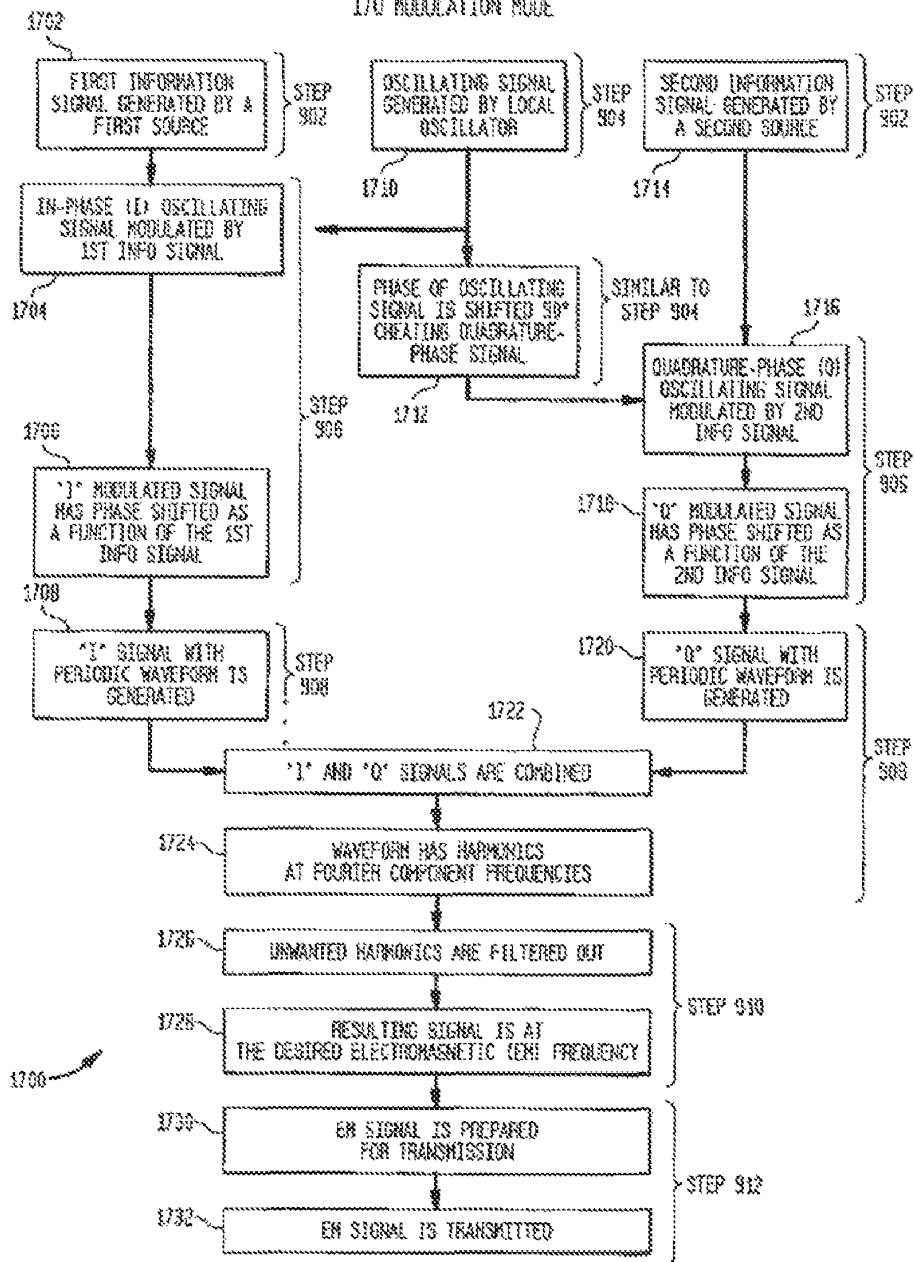 I/Q MODULATION MODE
1702
FIRST INFORMATION
SIGNAL GENERATED BY A
FIRST SOURCE
STEP
902
OSCILLATING SIGNAL
GENERATED BY LOCAL
OSCILLATOR
STEP
904
1710
SECOND INFORMATION
SIGNAL GENERATED BY
A SECOND SOURCE
STEP
902
1714
IN-PHASE (I) OSCILLATING
SIGNAL MODULATED BY
1ST INFO SIGNAL
1704
PHASE OF OSCILLATING
SIGNAL IS SHIFTED 90°
CREATING QUADRATURE-
PHASE SIGNAL
SIMILAR TO
STEP 904
1712
1716
QUADRATURE-PHASE (Q)
OSCILLATING SIGNAL
MODULATED BY 2ND
INFO SIGNAL
STEP
906
1706
"I" MODULATED SIGNAL
HAS PHASE SHIFTED AS
A FUNCTION OF THE 1ST
INFO SIGNAL
1718
"Q" MODULATED SIGNAL
HAS PHASE SHIFTED AS
A FUNCTION OF THE
2ND INFO SIGNAL
STEP
906
1708
"I" SIGNAL WITH
PERIODIC WAVEFORM IS
GENERATED
STEP
908
1720
"Q" SIGNAL WITH
PERIODIC WAVEFORM IS
GENERATED
1722
"I" AND "Q" SIGNALS ARE COMBINED
STEP
908
1724
WAVEFORM HAS HARMONICS
AT FOURIER COMPONENT FREQUENCIES
1726
UNWANTED HARMONICS ARE FILTERED OUT
STEP 910
1728
RESULTING SIGNAL IS AT
THE DESIRED ELECTROMAGNETIC (EM) FREQUENCY
1700
1730
EM SIGNAL IS PREPARED
FOR TRANSMISSION
STEP 912
1732
EM SIGNAL IS TRANSMITTED